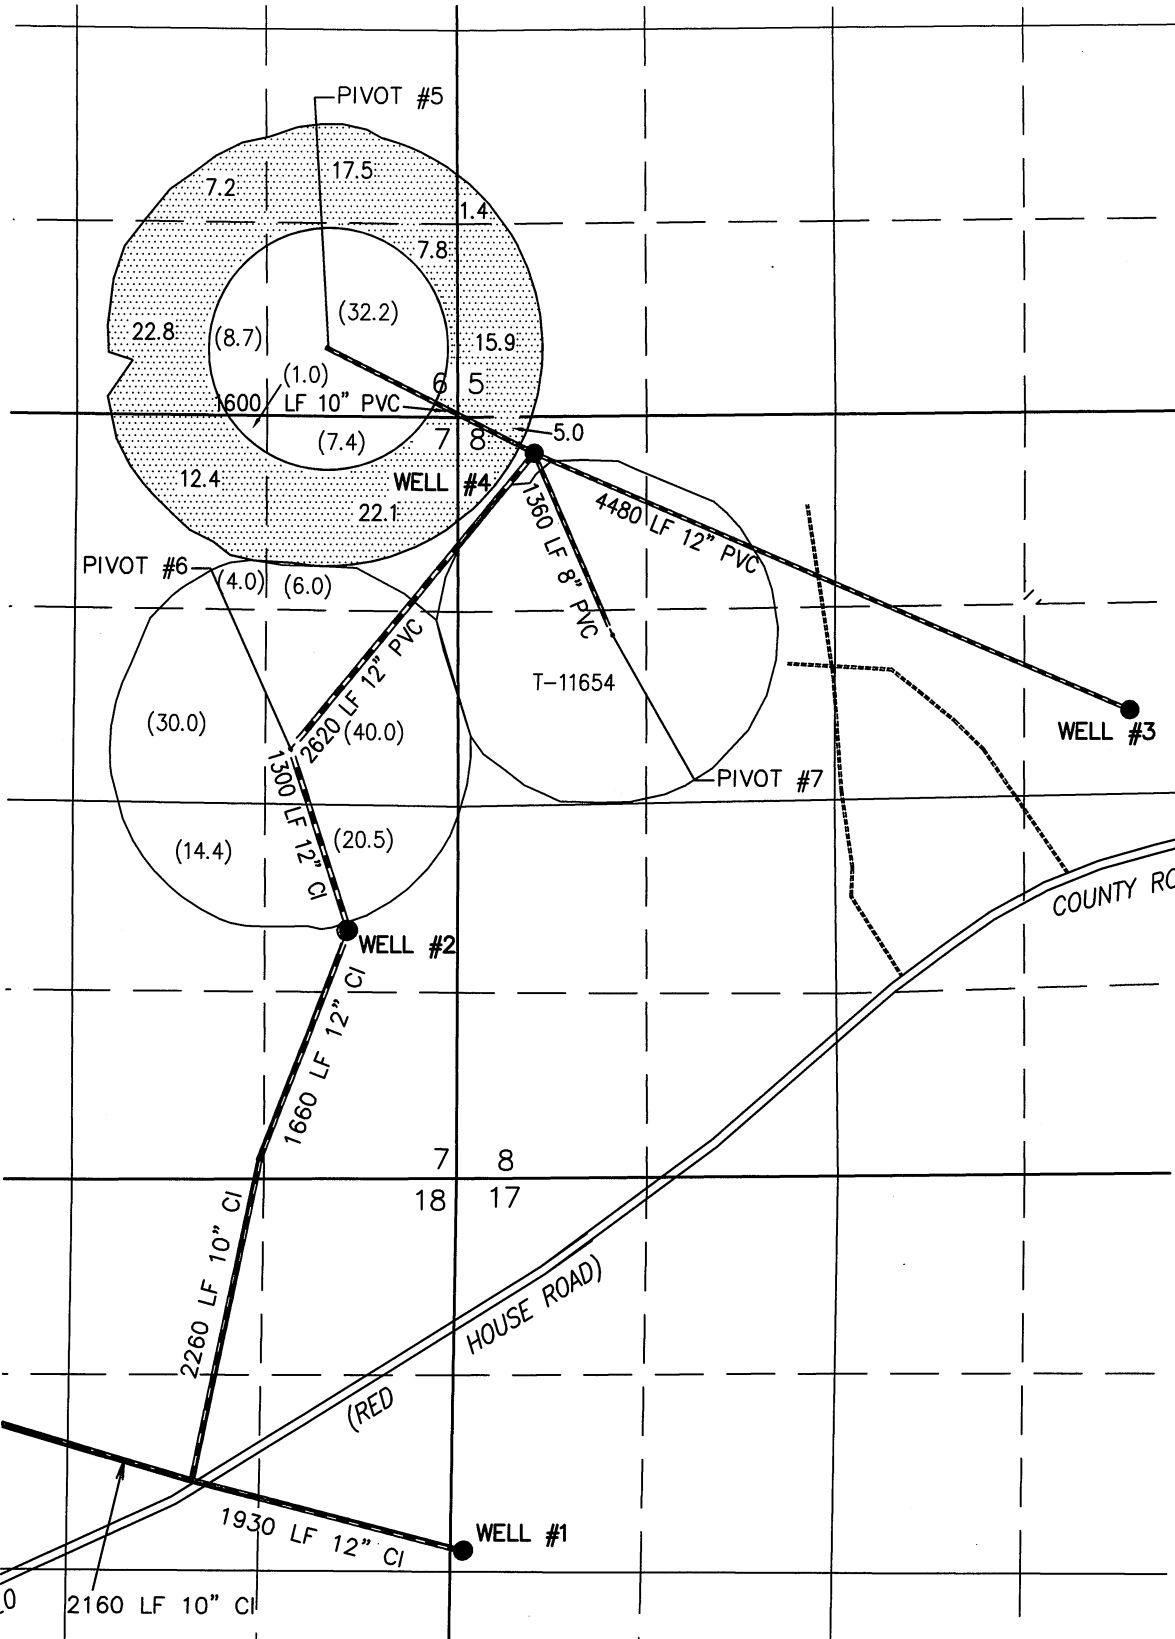 PIVOT #5
17.5
7.2
1.4
7.8
(32.2)
22.8
(8.7)
15.9
(1.0)
6 5
1600 LF 10" PVC
5.0
(7.4)
7 8
12.4
WELL #4
22.1
4480 LF 12" PVC
1360 LF 8" PVC
PIVOT #6
(4.0)
(6.0)
2620 LF 12" PVC
T-11654
(30.0)
(40.0)
WELL #3
PIVOT #7
1300 LF 12" CI
(14.4)
(20.5)
COUNTY
WELL #2
1660 LF 12" CI
7 8
18 17
2260 LF 10" CI
HOUSE ROAD)
(RED
1930 LF 12" CI
WELL #1
2160 LF 10" CI